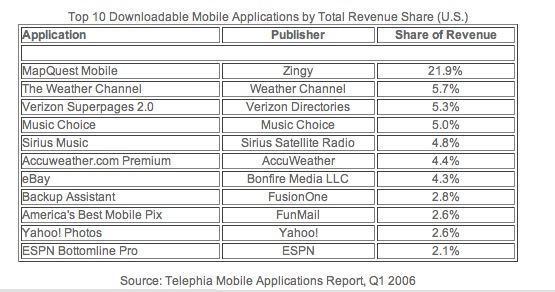 Top 10 Downloadable Mobile Applications by Total Revenue Share (U.S.)
Application Publisher Share of Revenue
MapQuest Mobile Zingy 21.9%
The Weather Channel Weather Channel 5.7%
Verizon Superpages 2.0 Verizon Directories 5.3%
Music Choice Music Choice 5.0%
Sirius Music Sirius Satellite Radio 4.8%
Accuweather.com Premium AccuWeather 4.4%
eBay Bonfire Media LLC 4.3%
Backup Assistant FusionOne 2.8%
America's Best Mobile Pix FunMail 2.6%
Yahoo! Photos Yahoo! 2.6%
ESPN Bottomline Pro ESPN 2.1%
Source: Telephia Mobile Applications Report, Q1 2006